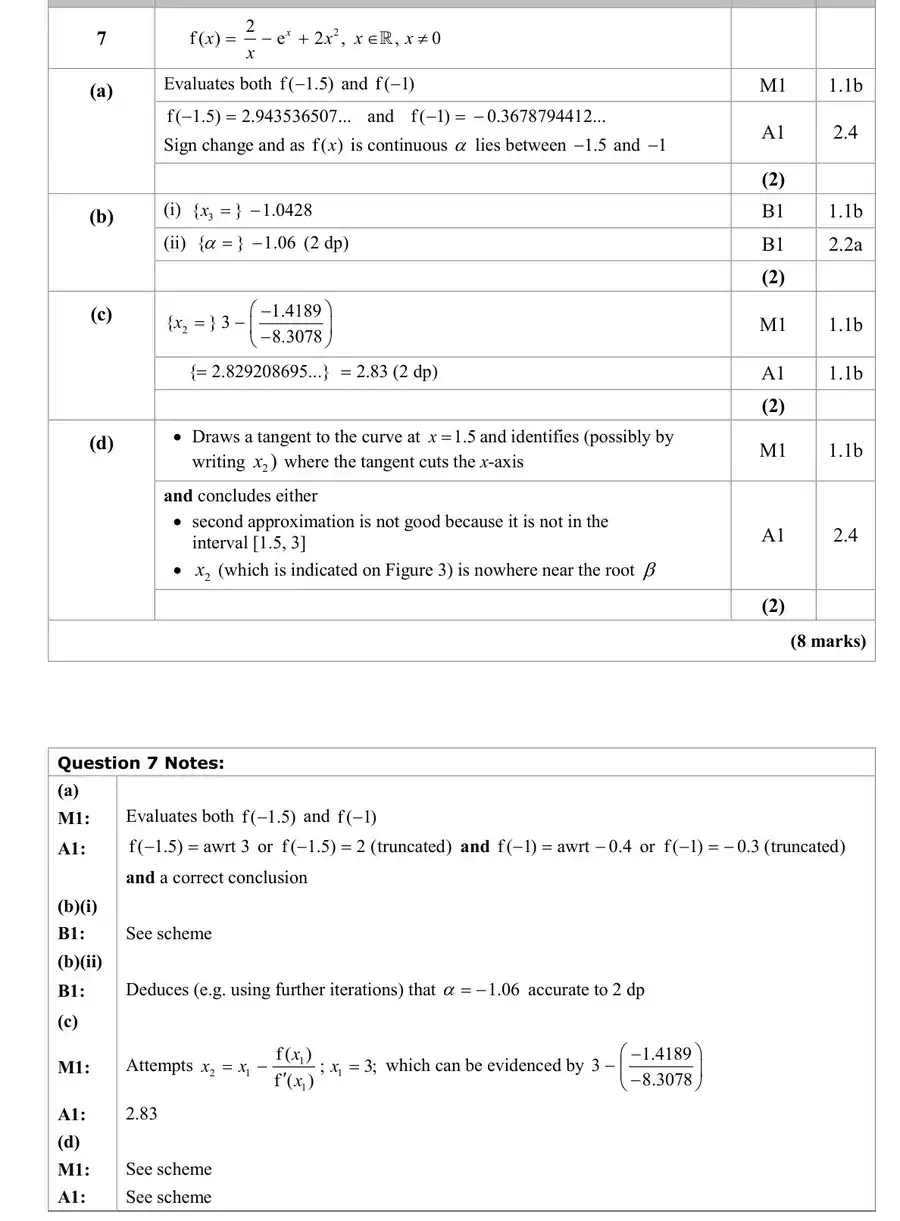 7 f(x) = 2/x − eˣ + 2x², x ∈ ℝ, x ≠ 0
(a) Evaluates both f(−1.5) and f(−1) M1 1.1b
f(−1.5) = 2.943536507... and f(−1) = − 0.3678794412...
Sign change and as f(x) is continuous α lies between −1.5 and −1 A1 2.4
(2)
(b) (i) {x₃ = } −1.0428 B1 1.1b
(ii) {α = } −1.06 (2 dp) B1 2.2a
(2)
(c) {x₂ = } 3 − (−1.4189/−8.3078) M1 1.1b
{= 2.829208695...} = 2.83 (2 dp) A1 1.1b
(2)
(d) • Draws a tangent to the curve at x = 1.5 and identifies (possibly by
writing x₂) where the tangent cuts the x-axis M1 1.1b
and concludes either
• second approximation is not good because it is not in the
interval [1.5, 3] A1 2.4
• x₂ (which is indicated on Figure 3) is nowhere near the root β
(2)
(8 marks)
Question 7 Notes:
(a)
M1: Evaluates both f(−1.5) and f(−1)
A1: f(−1.5) = awrt 3 or f(−1.5) = 2 (truncated) and f(−1) = awrt − 0.4 or f(−1) = − 0.3 (truncated)
and a correct conclusion
(b)(i)
B1: See scheme
(b)(ii)
B1: Deduces (e.g. using further iterations) that α = −1.06 accurate to 2 dp
(c)
M1: Attempts x₂ = x₁ − f(x₁)/f′(x₁); x₁ = 3; which can be evidenced by 3 − (−1.4189/−8.3078)
A1: 2.83
(d)
M1: See scheme
A1: See scheme